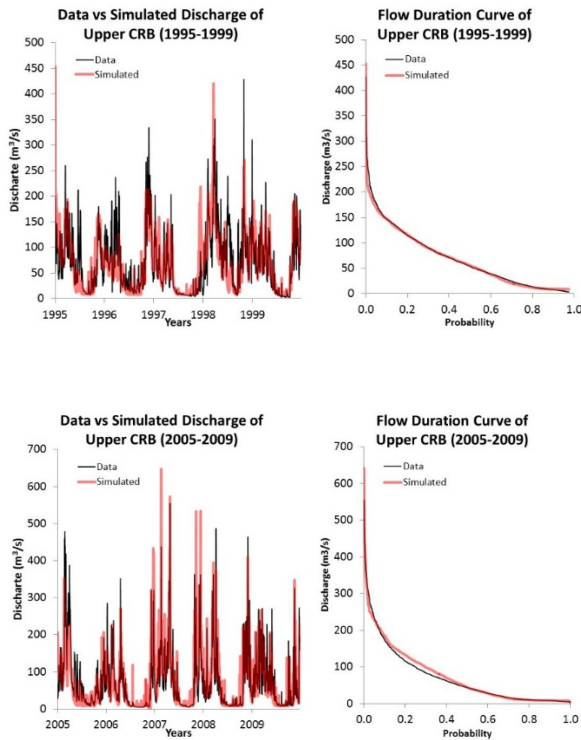 Data vs Simulated Discharge of
Upper CRB (1995-1999)
500
450
400
350
300
250
200
150
100
50
0
Discharte (m³/s)
Data
Simulated
1995
1996
1997
1998
1999
Years
Flow Duration Curve of
Upper CRB (1995-1999)
500
450
400
350
300
250
200
150
100
50
0
Discharge (m³/s)
Data
Simulated
0.0
0.2
0.4
0.6
0.8
1.0
Probability
Data vs Simulated Discharge of
Upper CRB (2005-2009)
700
600
500
400
300
200
100
0
Discharte (m³/s)
Data
Simulated
2005
2006
2007
2008
2009
Years
Flow Duration Curve of
Upper CRB (2005-2009)
700
600
500
400
300
200
100
0
Discharge (m³/s)
Data
Simulated
0.0
0.2
0.4
0.6
0.8
1.0
Probability